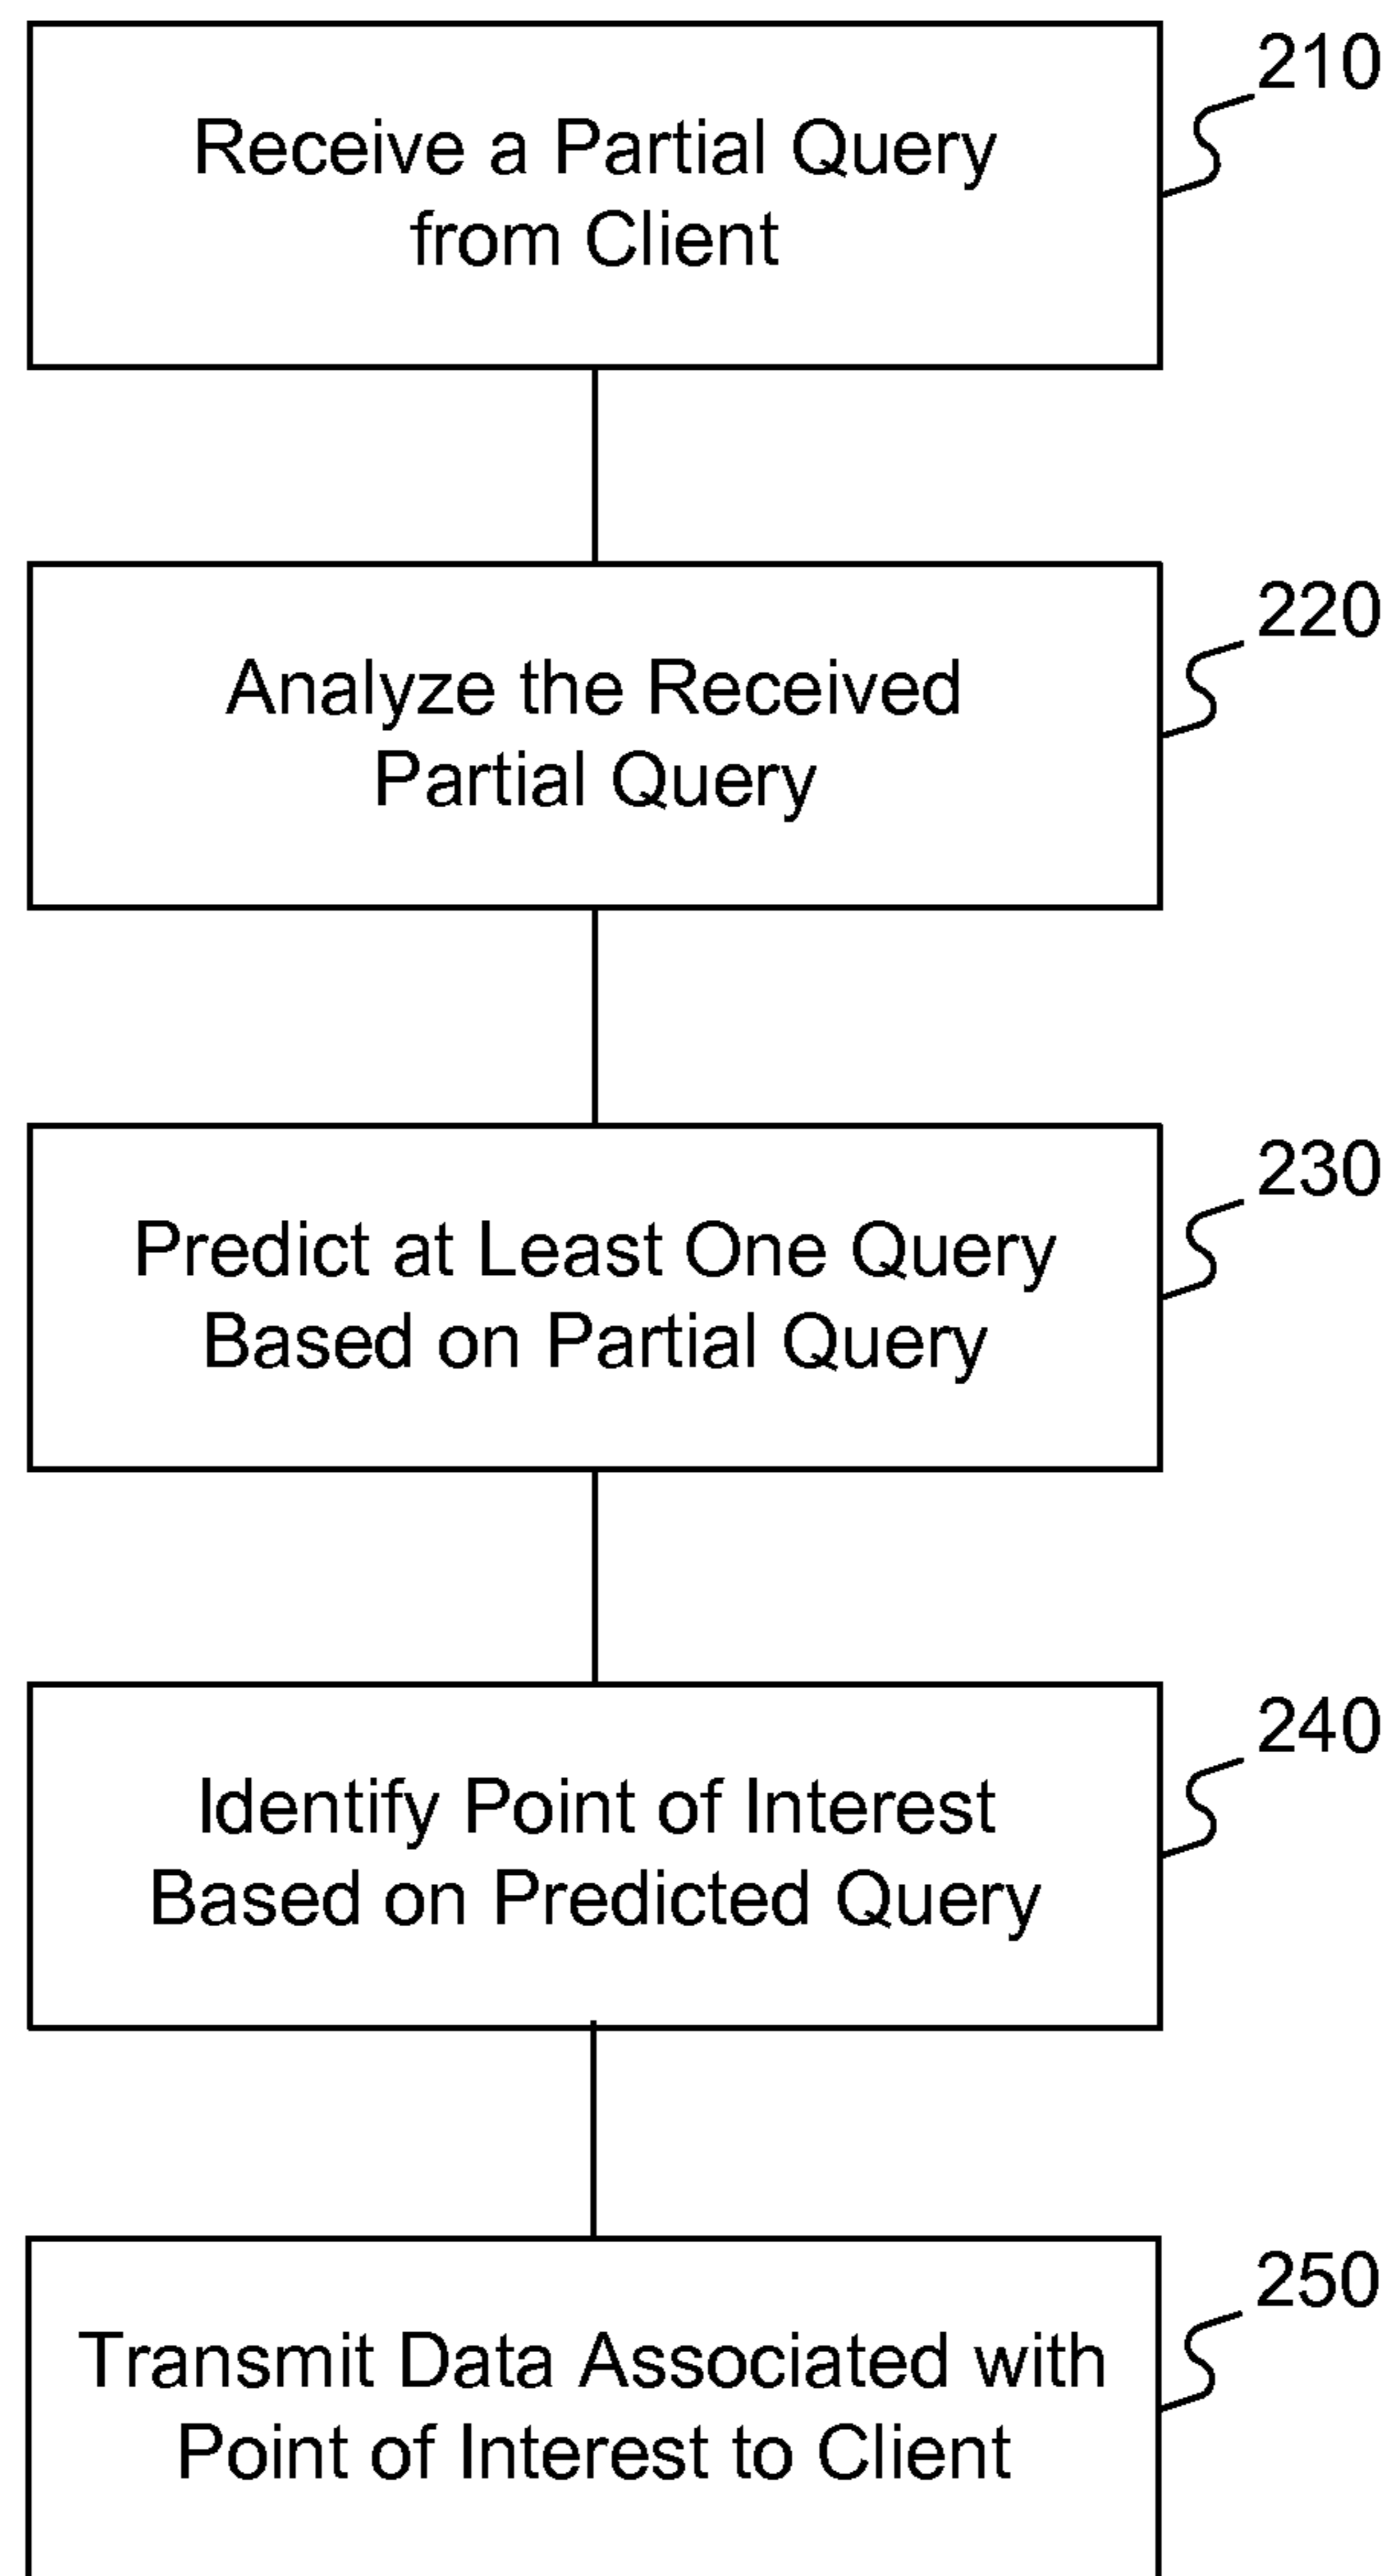 210
Receive a Partial Query
from Client
220
Analyze the Received
Partial Query
230
Predict at Least One Query
Based on Partial Query
240
Identify Point of Interest
Based on Predicted Query
250
Transmit Data Associated with
Point of Interest to Client